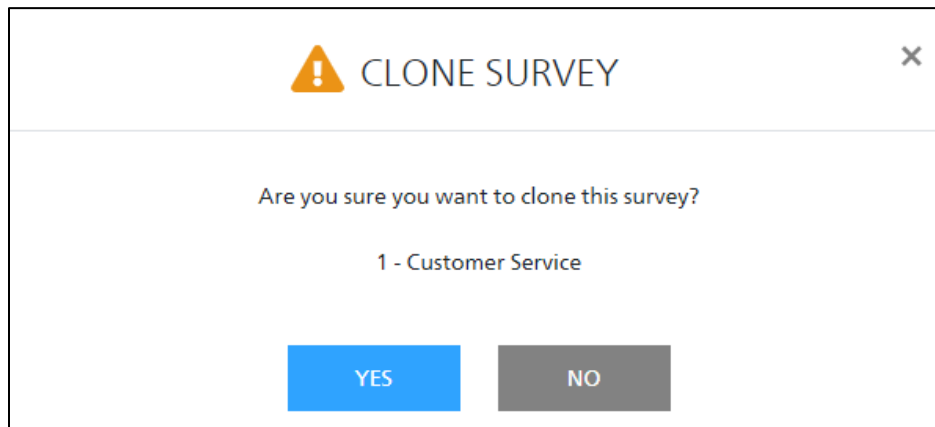 CLONE SURVEY
Are you sure you want to clone this survey?
1 - Customer Service
YES
NO